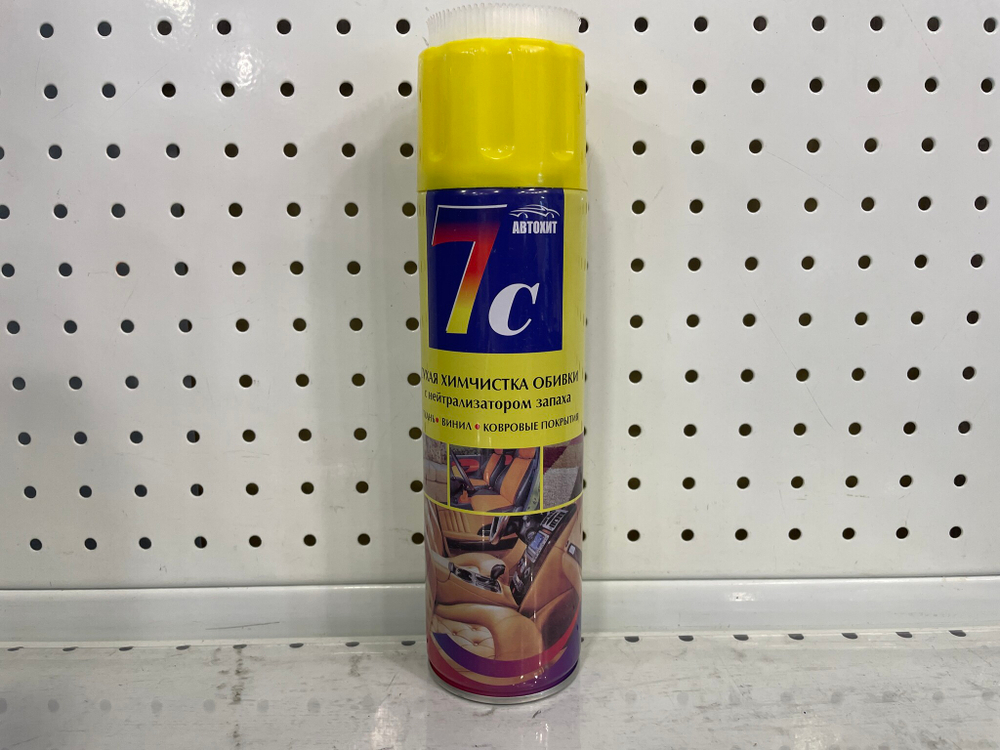 АВТОХИТ
7с
ХИМЧИСТКА ОБИВКИ
с нейтрализатором запаха
ВИНИЛ • КОВРОВЫЕ ПОКРЫТИЯ